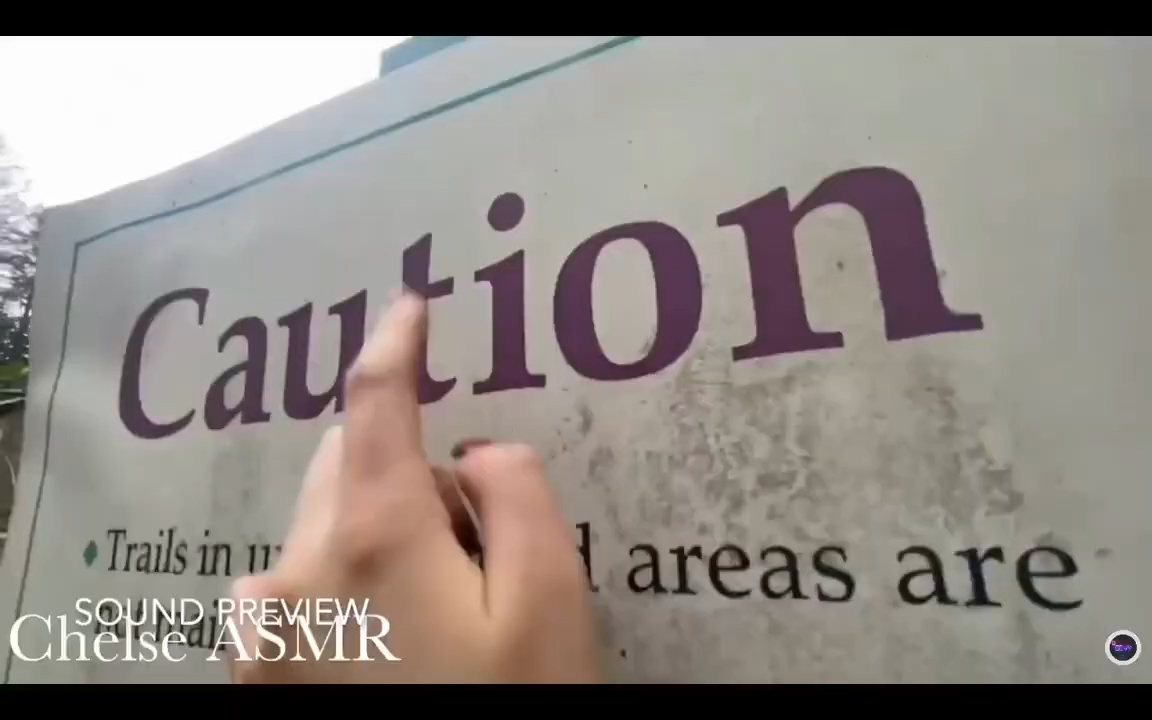 Caution
Trails in
areas are
SOUND PREVIEW
Chelse ASMR